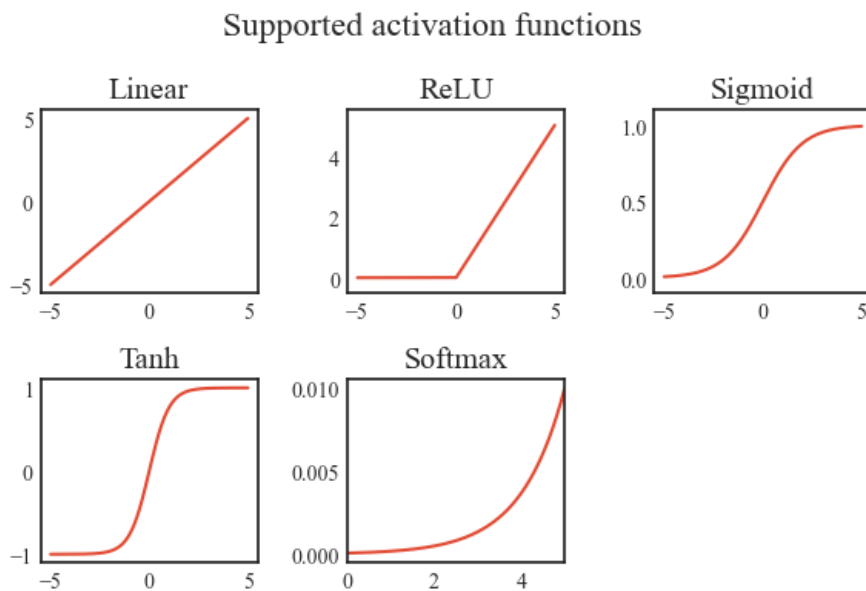 Supported activation functions
Linear
5
0
−5
−5 0 5
ReLU
4
2
0
−5 0 5
Sigmoid
1.0
0.5
0.0
−5 0 5
Tanh
1
0
−1
−5 0 5
Softmax
0.010
0.005
0.000
0 2 4